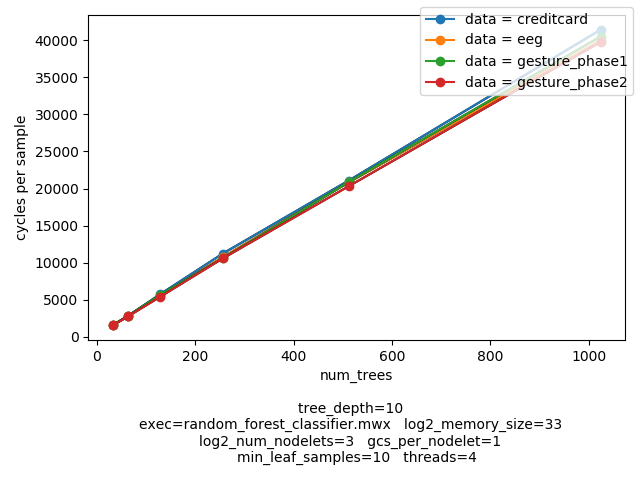 data = creditcard
data = eeg
data = gesture_phase1
data = gesture_phase2
40000
35000
30000
25000
20000
15000
10000
5000
0
cycles per sample
0 200 400 600 800 1000
num_trees
tree_depth=10
exec=random_forest_classifier.mwx log2_memory_size=33
log2_num_nodelets=3 gcs_per_nodelet=1
min_leaf_samples=10 threads=4